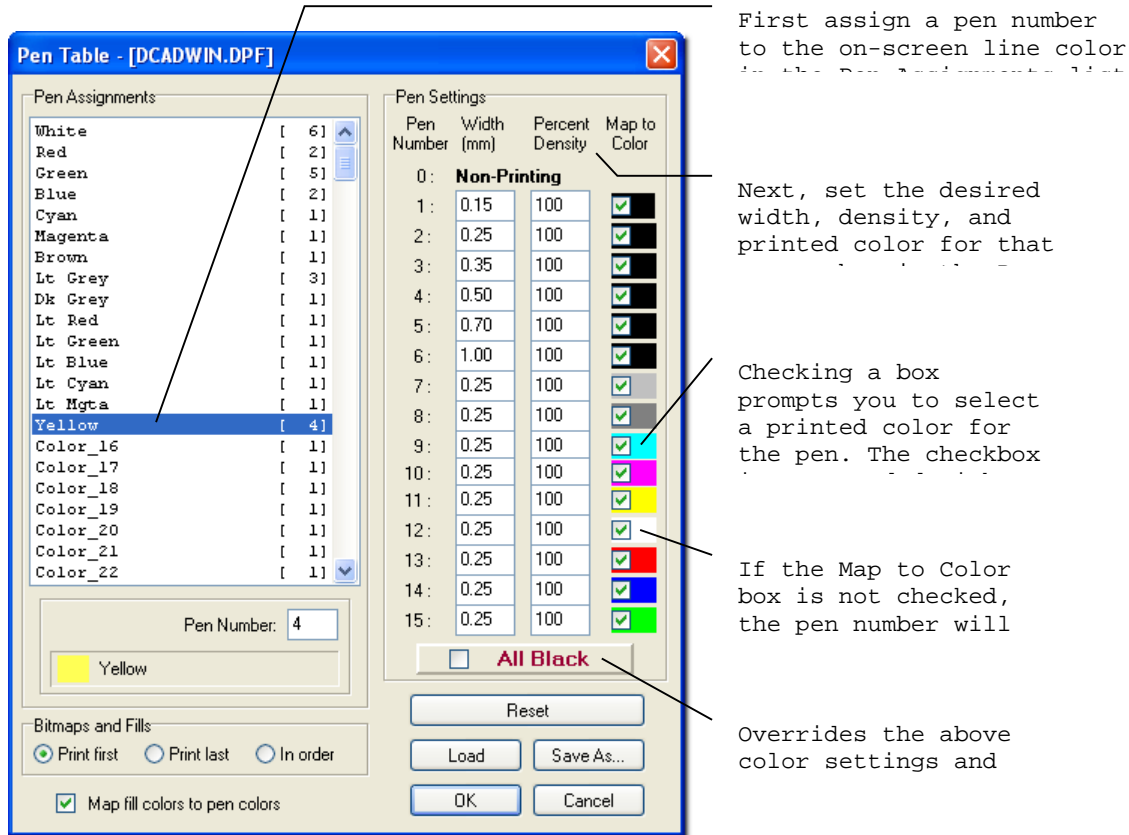 Pen Table - [DCADWIN.DPF]
Pen Assignments
White [ 6]
Red [ 2]
Green [ 5]
Blue [ 2]
Cyan [ 1]
Magenta [ 1]
Brown [ 1]
Lt Grey [ 3]
Dk Grey [ 1]
Lt Red [ 1]
Lt Green [ 1]
Lt Blue [ 1]
Lt Cyan [ 1]
Lt Mgta [ 1]
Yellow [ 4]
Color_16 [ 1]
Color_17 [ 1]
Color_18 [ 1]
Color_19 [ 1]
Color_20 [ 1]
Color_21 [ 1]
Color_22 [ 1]
Pen Number: 4
Yellow
Bitmaps and Fills
Print first Print last In order
Map fill colors to pen colors
Pen Settings
Pen Width Percent Map to
Number (mm) Density Color
0: Non-Printing
1: 0.15 100
2: 0.25 100
3: 0.35 100
4: 0.50 100
5: 0.70 100
6: 1.00 100
7: 0.25 100
8: 0.25 100
9: 0.25 100
10: 0.25 100
11: 0.25 100
12: 0.25 100
13: 0.25 100
14: 0.25 100
15: 0.25 100
All Black
Reset
Load Save As...
OK Cancel
First assign a pen number
to the on-screen line color
in the Pen Assignments list
Next, set the desired
width, density, and
printed color for that
Checking a box
prompts you to select
a printed color for
the pen. The checkbox
If the Map to Color
box is not checked,
the pen number will
Overrides the above
color settings and